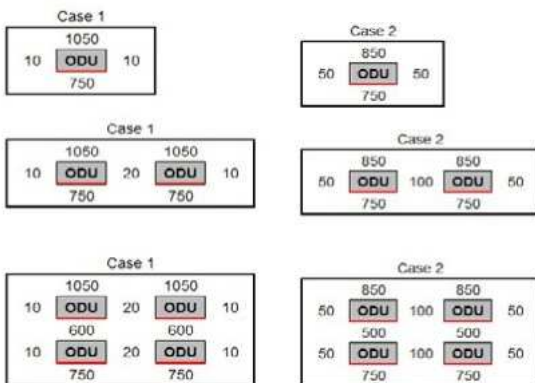 Case 1
1050
10 ODU 10
750
Case 2
850
50 ODU 50
750
Case 1
1050 1050
10 ODU 20 ODU 10
750 750
Case 2
850 850
50 ODU 100 ODU 50
750 750
Case 1
1050 1050
10 ODU 20 ODU 10
600 600
10 ODU 20 ODU 10
750 750
Case 2
850 850
50 ODU 100 ODU 50
500 500
50 ODU 100 ODU 50
750 750